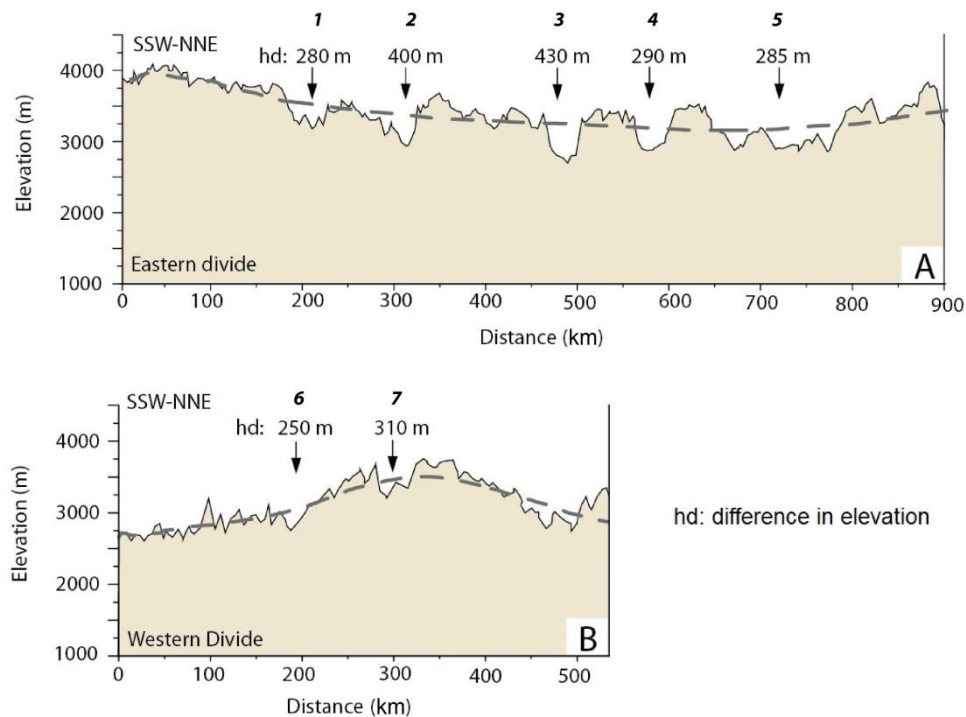 1 2 3 4 5
SSW-NNE hd: 280 m 400 m 430 m 290 m 285 m
4000
3000
2000
1000
Elevation (m)
Eastern divide A
0 100 200 300 400 500 600 700 800 900
Distance (km)
6 7
SSW-NNE
hd: 250 m 310 m
4000
3000
2000
1000
Elevation (m)
hd: difference in elevation
Western Divide B
0 100 200 300 400 500
Distance (km)